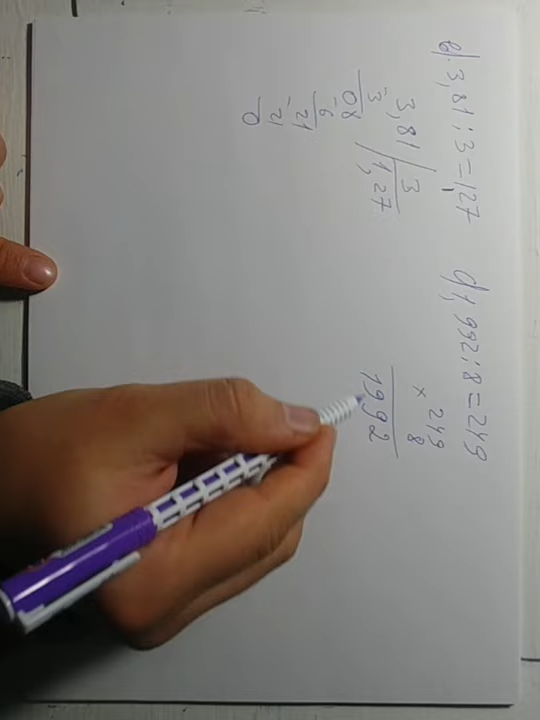 в). 3,81 : 3 = 1,27
3,81 | 3
-3 | 1,27
08
-6
21
-21
0
d) 1,992 : 8 = 249
× 249
8
1992